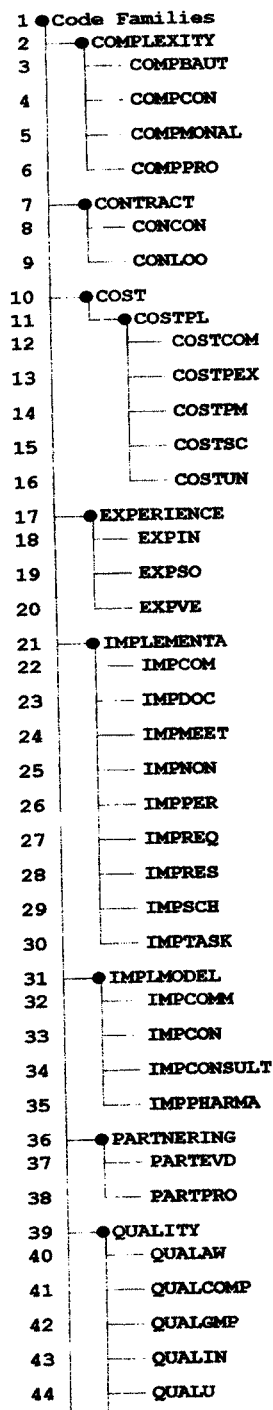 1 Code Families
2 COMPLEXITY
3 COMPBAUT
4 COMPCON
5 COMPMONAL
6 COMPPRO
7 CONTRACT
8 CONCON
9 CONLOO
10 COST
11 COSTPL
12 COSTCOM
13 COSTPEX
14 COSTPM
15 COSTSC
16 COSTUN
17 EXPERIENCE
18 EXPIN
19 EXPSO
20 EXPVE
21 IMPLEMENTA
22 IMPCOM
23 IMPDOC
24 IMPMEET
25 IMPNON
26 IMPPER
27 IMPREQ
28 IMPRES
29 IMPSCH
30 IMPTASK
31 IMPLMODEL
32 IMPCOMM
33 IMPCON
34 IMPCONSULT
35 IMPPHARMA
36 PARTNERING
37 PARTEVD
38 PARTPRO
39 QUALITY
40 QUALAW
41 QUALCOMP
42 QUALGMP
43 QUALIN
44 QUALU